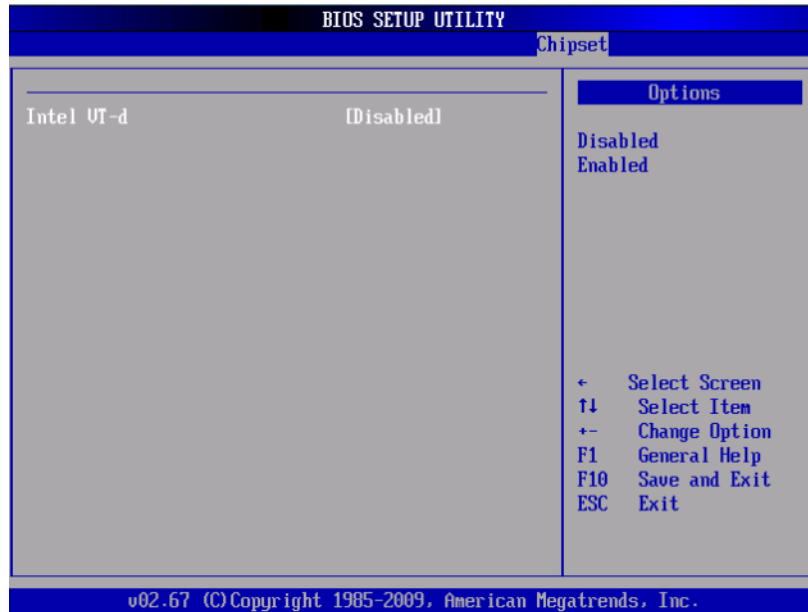 BIOS SETUP UTILITY
Chipset
Intel VT-d [Disabled]
Options
Disabled
Enabled
← Select Screen
↑↓ Select Item
+- Change Option
F1 General Help
F10 Save and Exit
ESC Exit
v02.67 (C)Copyright 1985-2009, American Megatrends, Inc.